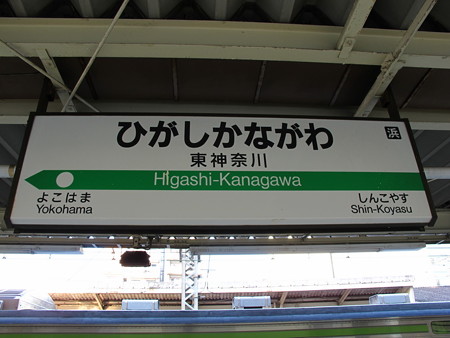 ひがしかながわ
浜
東神奈川
Higashi-Kanagawa
よこはま
Yokohama
しんこやす
Shin-Koyasu